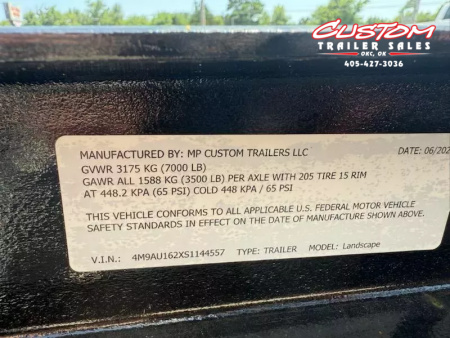 CUSTOM
TRAILER SALES
OKC, OK
405-427-3036
MANUFACTURED BY: MP CUSTOM TRAILERS LLC DATE: 06/202
GVWR 3175 KG (7000 LB)
GAWR ALL 1588 KG (3500 LB) PER AXLE WITH 205 TIRE 15 RIM
AT 448.2 KPA (65 PSI) COLD 448 KPA / 65 PSI
THIS VEHICLE CONFORMS TO ALL APPLICABLE U.S. FEDERAL MOTOR VEHICLE
SAFETY STANDARDS IN EFFECT ON THE DATE OF MANUFACTURE SHOWN ABOVE.
V.I.N. 4M9AU162XS1144557 TYPE: TRAILER MODEL: Landscape